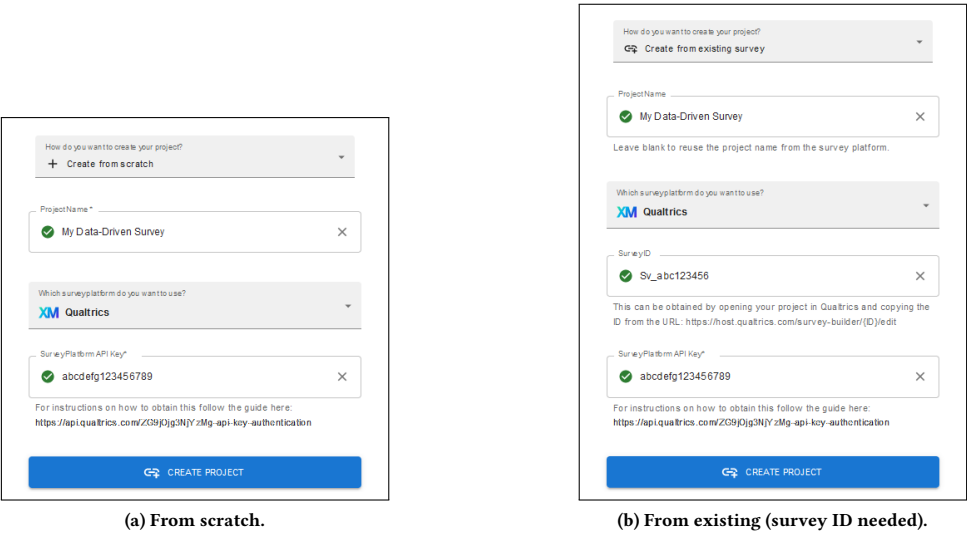 How do you want to create your project?
Create from scratch
Project Name *
My Data-Driven Survey
Which survey platform do you want to use?
XM Qualtrics
Survey Platform API Key*
abcdefg123456789
For instructions on how to obtain this follow the guide here:
https://api.qualtrics.com/ZG9jOjg3NjYzMg-api-key-authentication
CREATE PROJECT
(a) From scratch.
How do you want to create your project?
Create from existing survey
Project Name
My Data-Driven Survey
Leave blank to reuse the project name from the survey platform.
Which survey platform do you want to use?
XM Qualtrics
Survey ID
Sv_abc123456
This can be obtained by opening your project in Qualtrics and copying the
ID from the URL: https://host.qualtrics.com/survey-builder/{ID}/edit
Survey Platform API Key*
abcdefg123456789
For instructions on how to obtain this follow the guide here:
https://api.qualtrics.com/ZG9jOjg3NjYzMg-api-key-authentication
CREATE PROJECT
(b) From existing (survey ID needed).